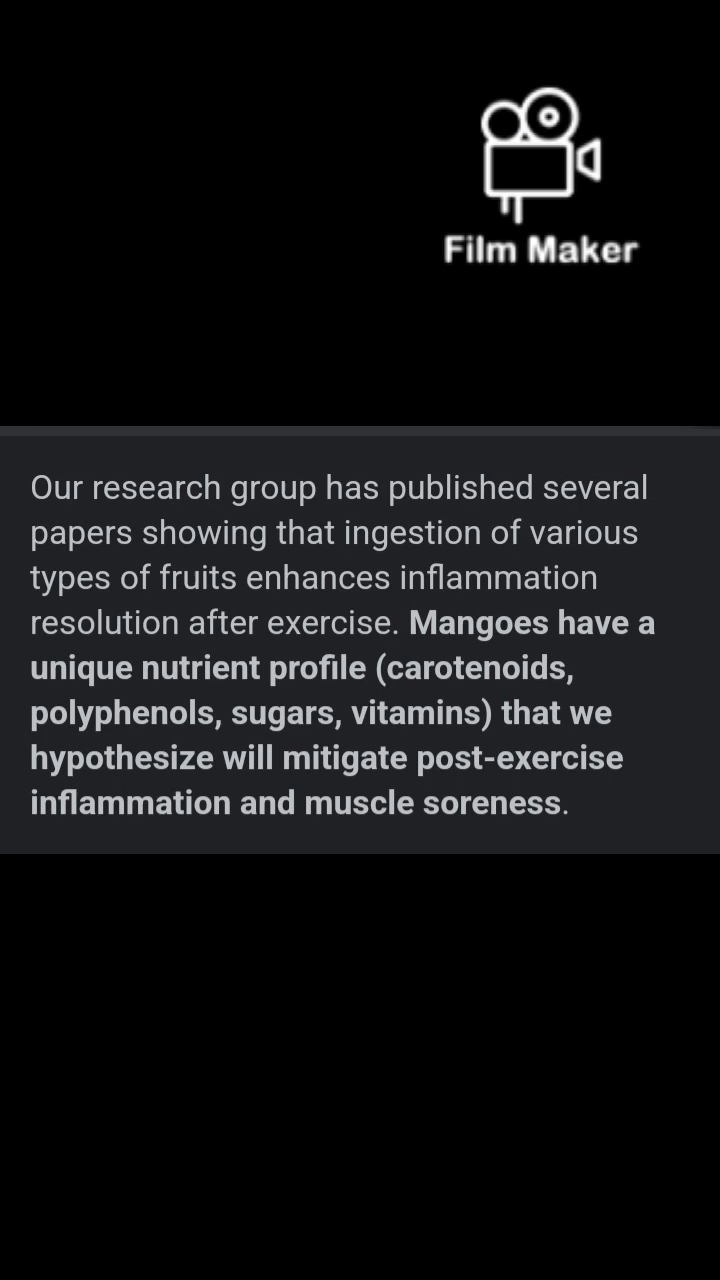 Film Maker
Our research group has published several
papers showing that ingestion of various
types of fruits enhances inflammation
resolution after exercise. Mangoes have a
unique nutrient profile (carotenoids,
polyphenols, sugars, vitamins) that we
hypothesize will mitigate post-exercise
inflammation and muscle soreness.